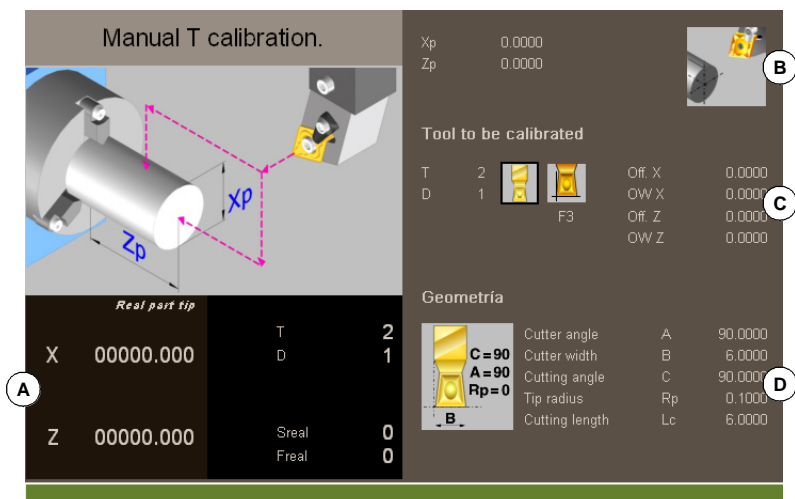 Manual T calibration.
Xp
Zp
Real part tip
X 00000.000
Z 00000.000
T 2
D 1
Sreal 0
Freal 0
A
Xp 0.0000
Zp 0.0000
B
Tool to be calibrated
T 2
D 1
F3
Off. X 0.0000
OW X 0.0000
Off. Z 0.0000
OW Z 0.0000
C
Geometría
C=90
A=90
Rp=0
B
Cutter angle A 90.0000
Cutter width B 6.0000
Cutting angle C 90.0000
Tip radius Rp 0.1000
Cutting length Lc 6.0000
D